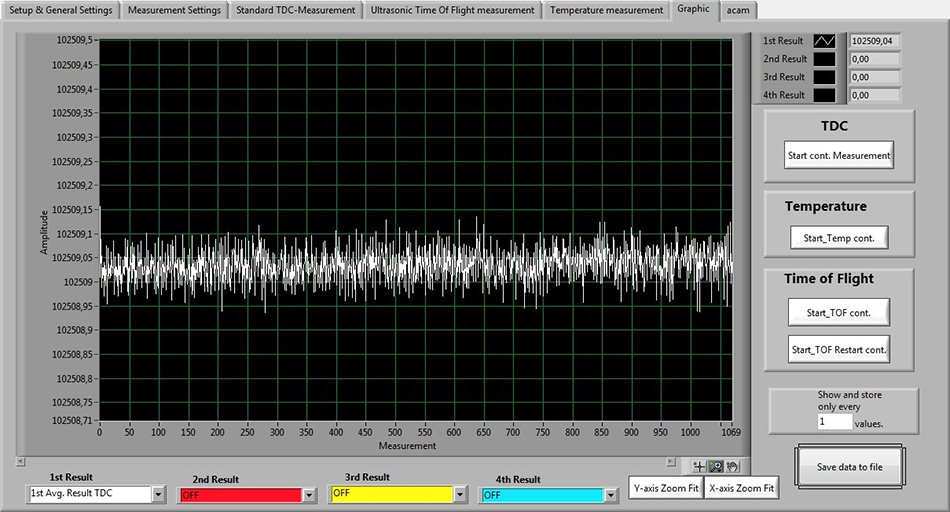 Setup & General Settings Measurement Settings Standard TDC-Measurement Ultrasonic Time Of Flight measurement Temperature measurement Graphic acam
102509,5
102509,45
102509,4
102509,35
102509,3
102509,25
102509,2
102509,15
102509,1
102509,05
102509
102508,95
102508,9
102508,85
102508,8
102508,75
102508,71
Amplitude
0 50 100 150 200 250 300 350 400 450 500 550 600 650 700 750 800 850 900 950 1000 1069
Measurement
1st Result 102509,04
2nd Result 0,00
3rd Result 0,00
4th Result 0,00
TDC
Start cont. Measurement
Temperature
Start_Temp cont.
Time of Flight
Start_TOF cont.
Start_TOF Restart cont.
Show and store
only every
1 values.
Save data to file
1st Result 2nd Result 3rd Result 4th Result
1st Avg. Result TDC OFF OFF OFF
Y-axis Zoom Fit X-axis Zoom Fit